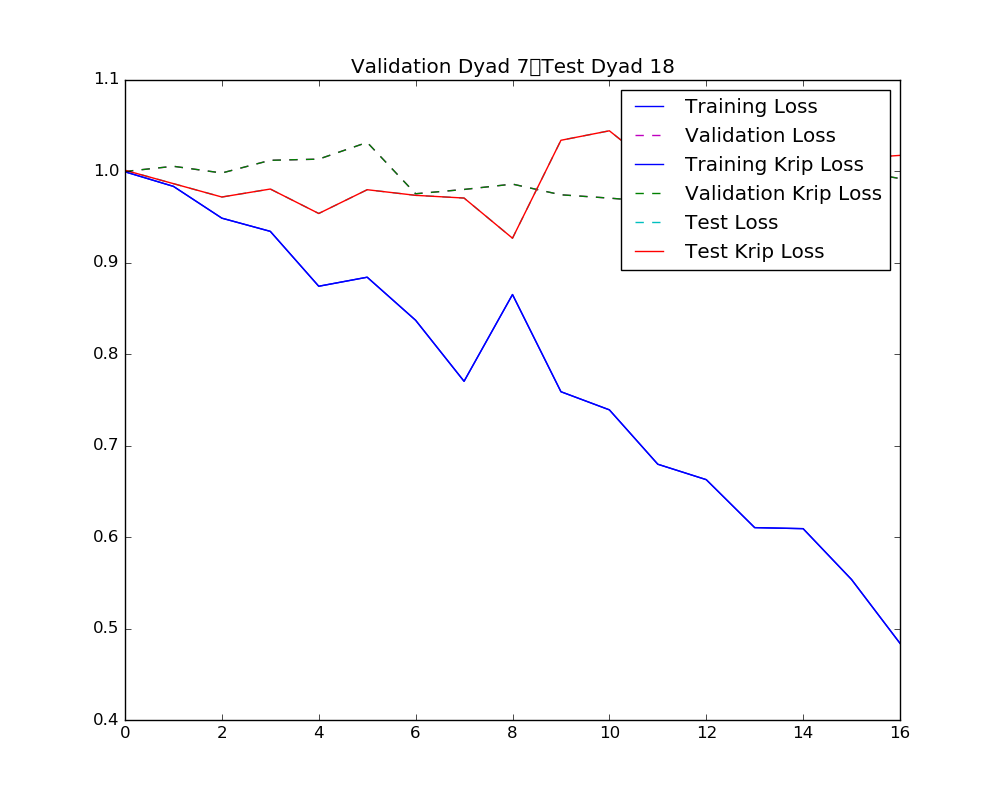 Validation Dyad 7▯Test Dyad 18
1.1
1.0
0.9
0.8
0.7
0.6
0.5
0.4
0 2 4 6 8 10 12 14 16
Training Loss
Validation Loss
Training Krip Loss
Validation Krip Loss
Test Loss
Test Krip Loss